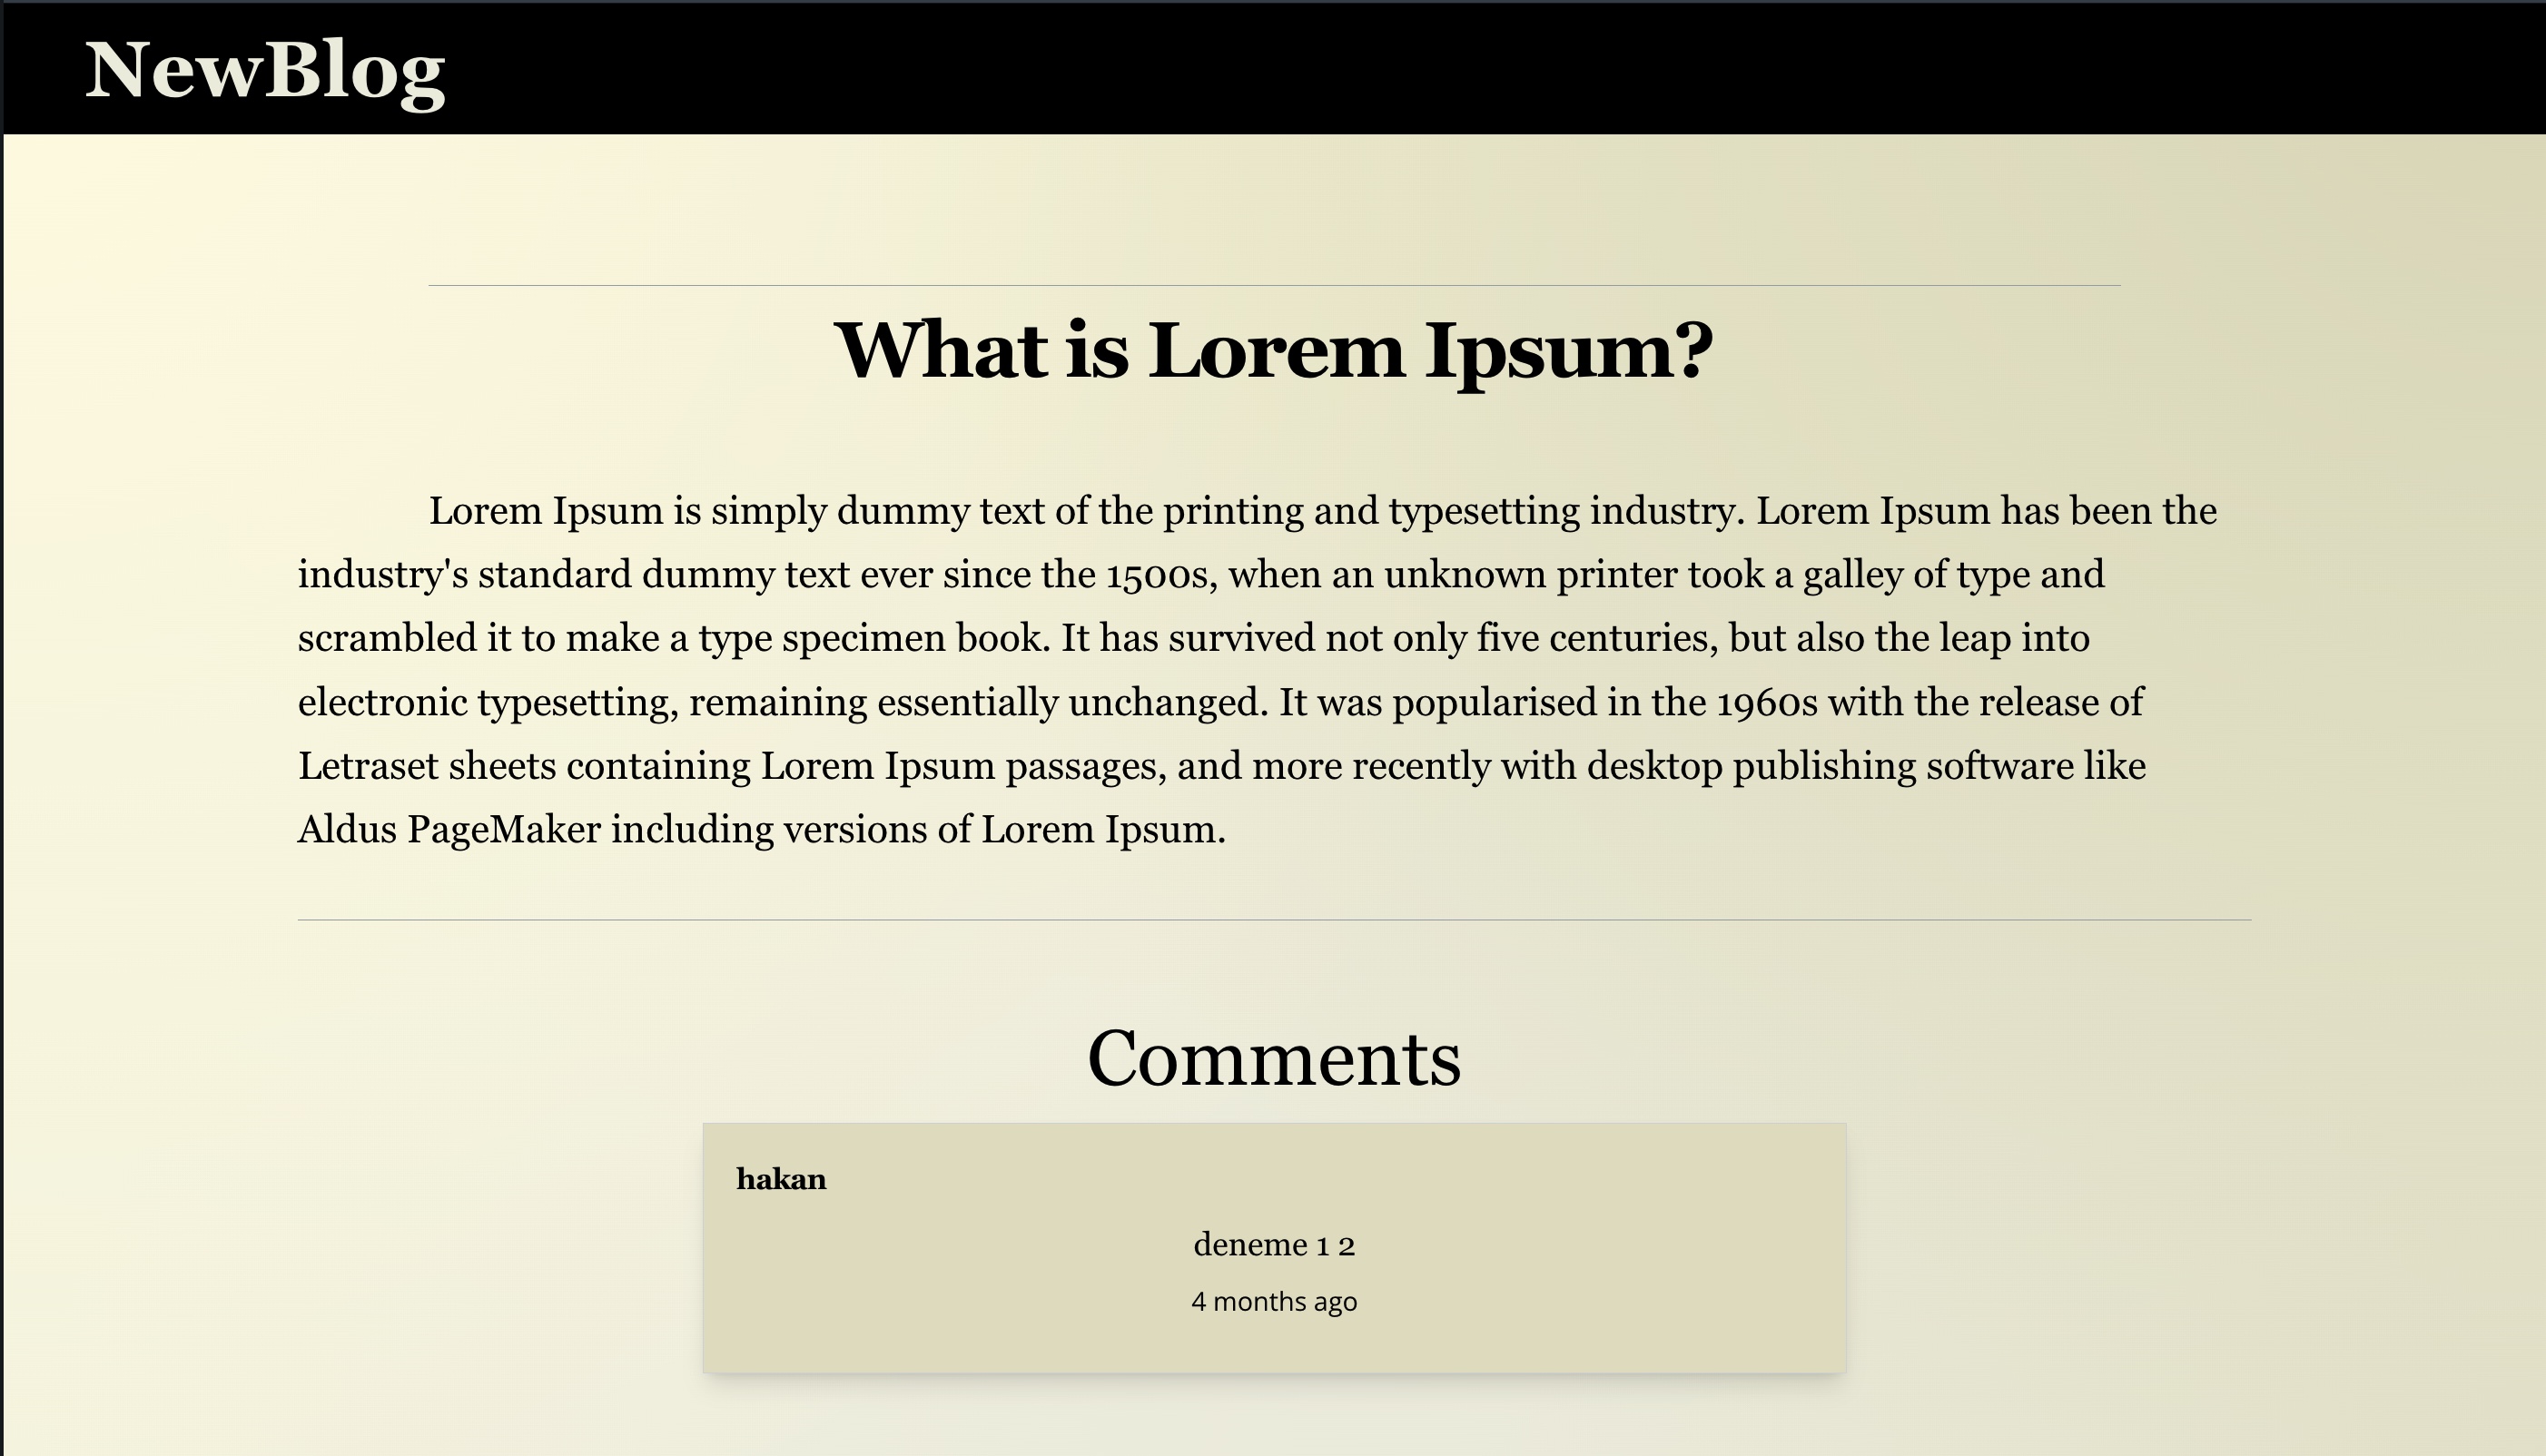 NewBlog
What is Lorem Ipsum?
Lorem Ipsum is simply dummy text of the printing and typesetting industry. Lorem Ipsum has been the
industry's standard dummy text ever since the 1500s, when an unknown printer took a galley of type and
scrambled it to make a type specimen book. It has survived not only five centuries, but also the leap into
electronic typesetting, remaining essentially unchanged. It was popularised in the 1960s with the release of
Letraset sheets containing Lorem Ipsum passages, and more recently with desktop publishing software like
Aldus PageMaker including versions of Lorem Ipsum.
Comments
hakan
deneme 1 2
4 months ago